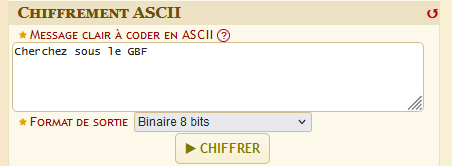 Chiffrement ASCII
Message clair à coder en ASCII ?
Cherchez sous le GBF
Format de sortie Binaire 8 bits
▶ CHIFFRER